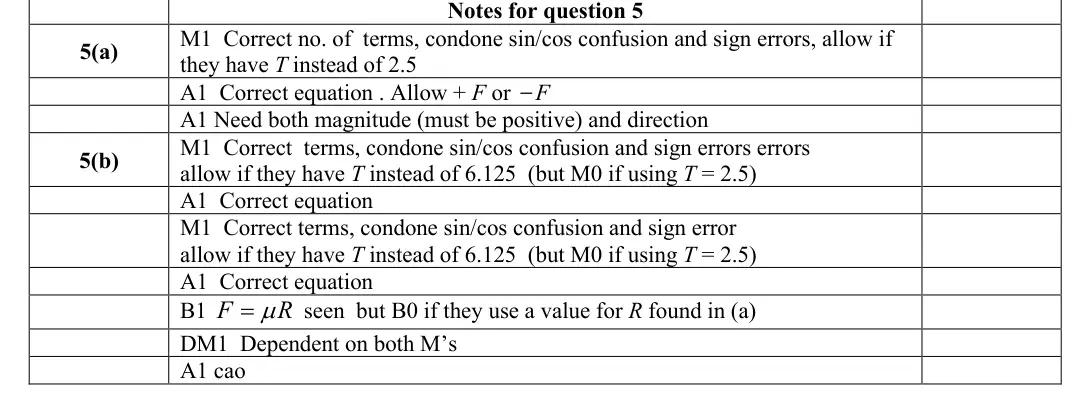 Notes for question 5
5(a)
M1 Correct no. of terms, condone sin/cos confusion and sign errors, allow if
they have T instead of 2.5
A1 Correct equation . Allow + F or −F
A1 Need both magnitude (must be positive) and direction
5(b)
M1 Correct terms, condone sin/cos confusion and sign errors errors
allow if they have T instead of 6.125 (but M0 if using T = 2.5)
A1 Correct equation
M1 Correct terms, condone sin/cos confusion and sign error
allow if they have T instead of 6.125 (but M0 if using T = 2.5)
A1 Correct equation
B1 F = μR seen but B0 if they use a value for R found in (a)
DM1 Dependent on both M’s
A1 cao